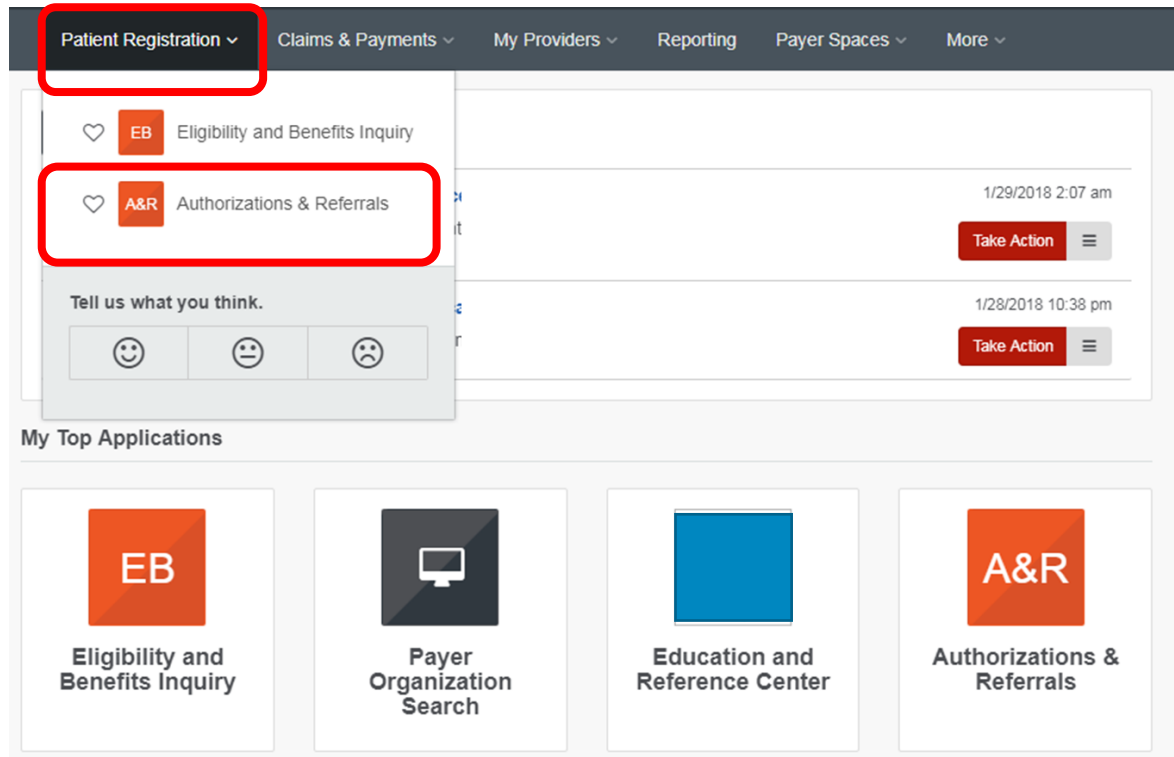 Patient Registration
Claims & Payments
My Providers
Reporting
Payer Spaces
More
EB
Eligibility and Benefits Inquiry
A&R
Authorizations & Referrals
1/29/2018 2:07 am
Take Action
Tell us what you think.
1/28/2018 10:38 pm
Take Action
My Top Applications
EB
A&R
Eligibility and
Benefits Inquiry
Payer
Organization
Search
Education and
Reference Center
Authorizations &
Referrals